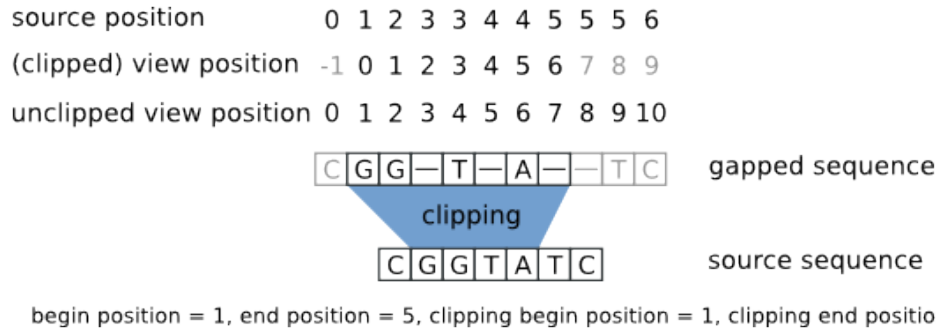 source position 0 1 2 3 3 4 4 5 5 5 6
(clipped) view position -1 0 1 2 3 4 5 6 7 8 9
unclipped view position 0 1 2 3 4 5 6 7 8 9 10
C G G — T — A — — T C gapped sequence
clipping
C G G T A T C source sequence
begin position = 1, end position = 5, clipping begin position = 1, clipping end positio